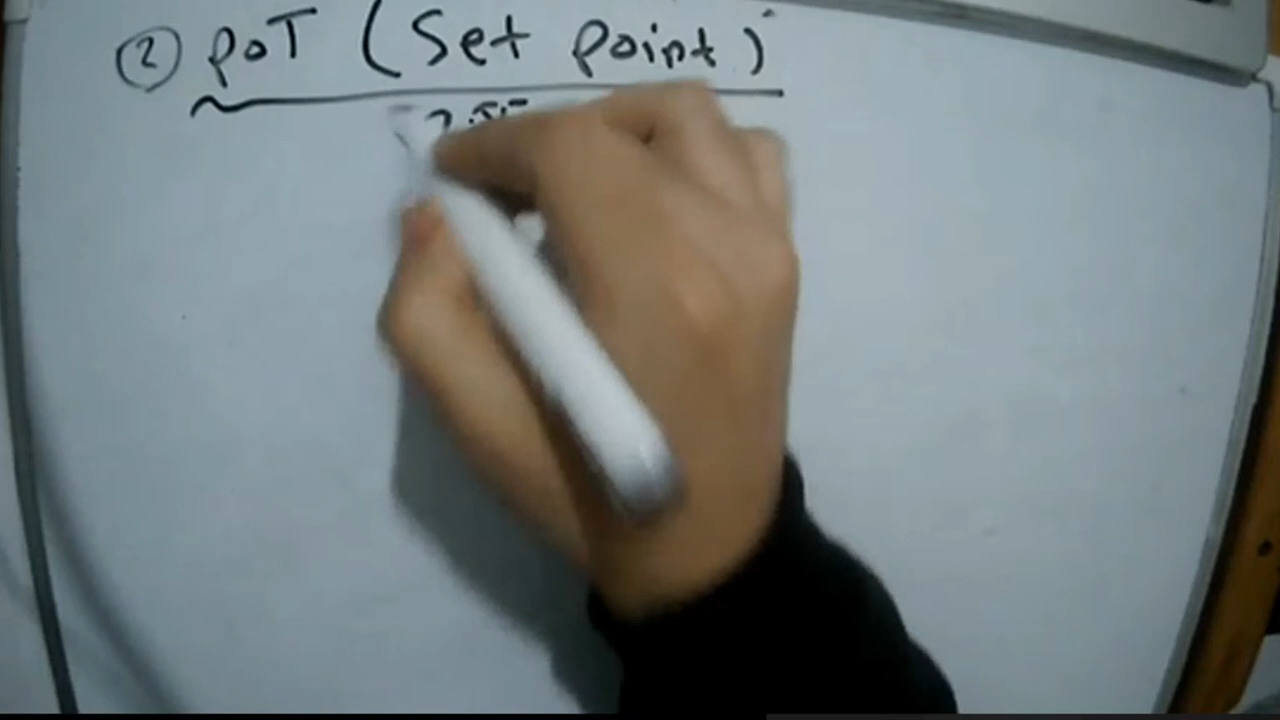 ② POT (Set Point)